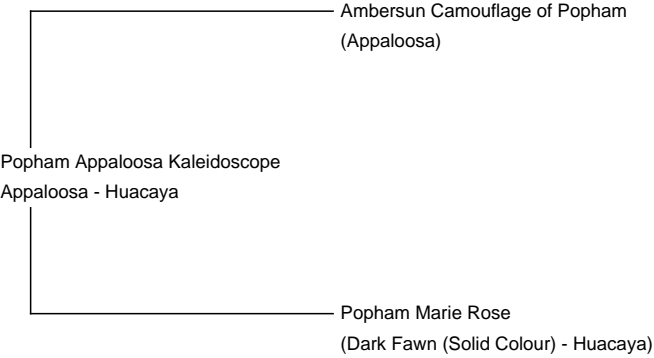 Ambersun Camouflage of Popham
(Appaloosa)
Popham Appaloosa Kaleidoscope
Appaloosa - Huacaya
Popham Marie Rose
(Dark Fawn (Solid Colour) - Huacaya)